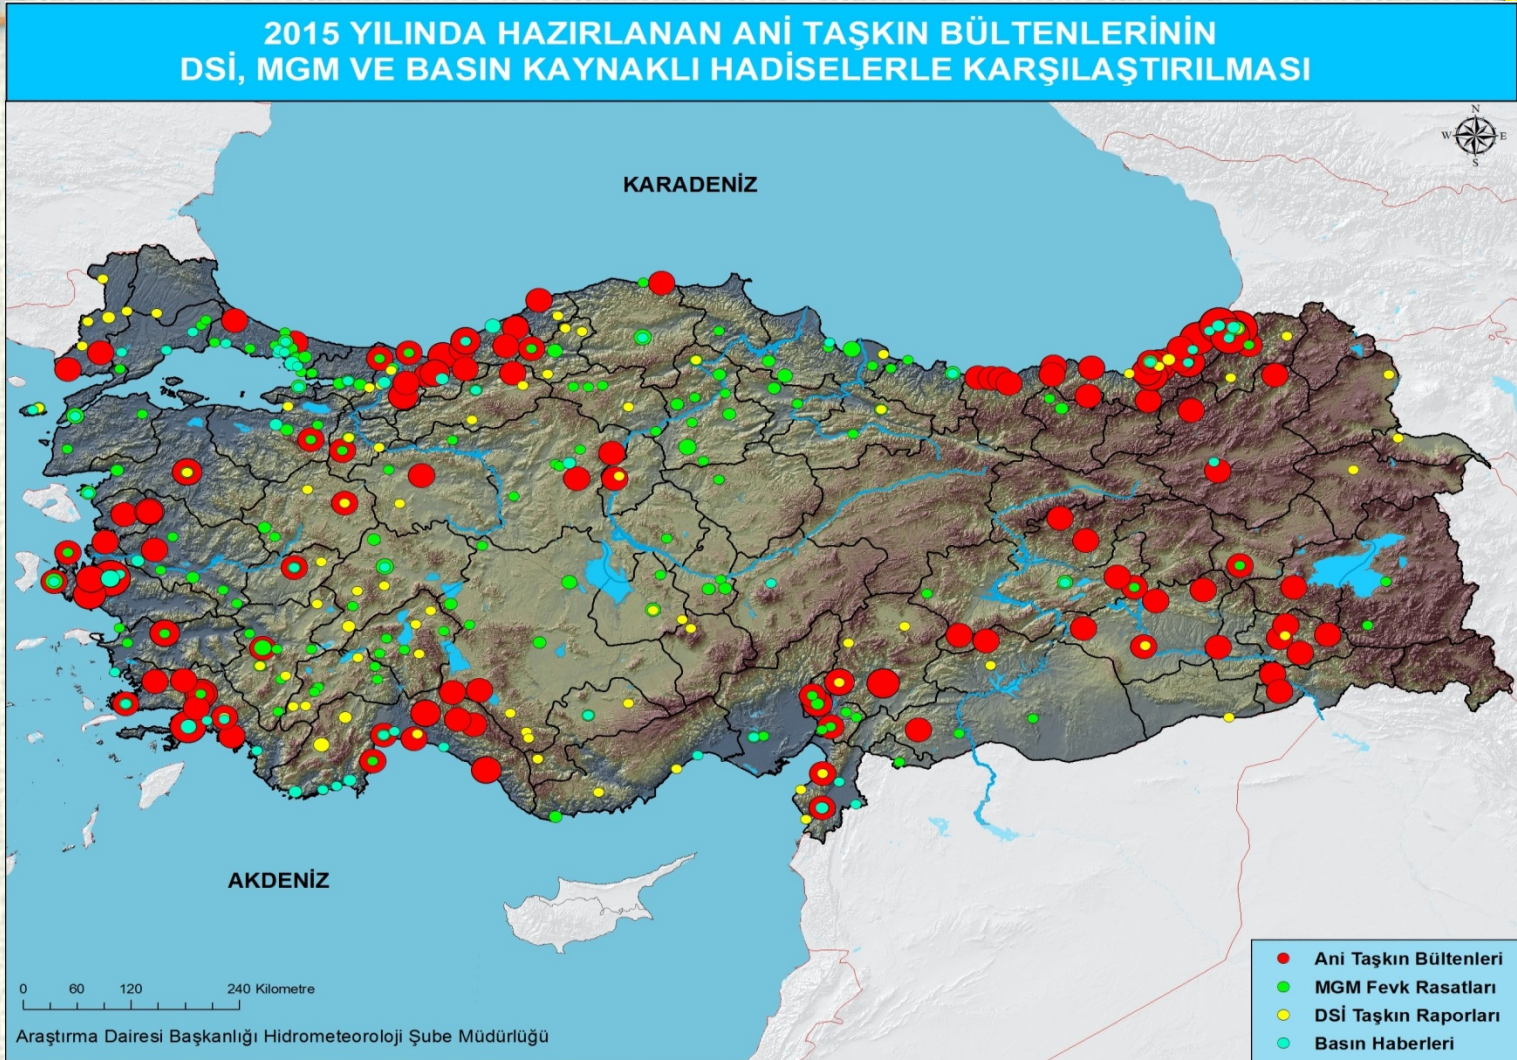 2015 YILINDA HAZIRLANAN ANİ TAŞKIN BÜLTENLERİNİN
DSİ, MGM VE BASIN KAYNAKLI HADİSELERLE KARŞILAŞTIRILMASI
N
W E
S
KARADENİZ
AKDENİZ
0 60 120 240 Kilometre
Araştırma Dairesi Başkanlığı Hidrometeoroloji Şube Müdürlüğü
Ani Taşkın Bültenleri
MGM Fevk Rasatları
DSİ Taşkın Raporları
Basın Haberleri